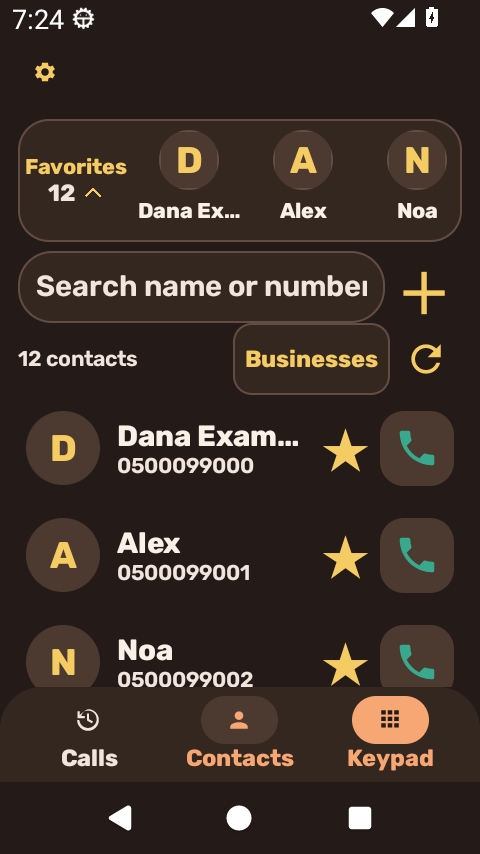 7:24
Favorites
12
D
A
N
Dana Ex...
Alex
Noa
Search name or number
12 contacts
Businesses
D
Dana Exam...
0500099000
A
Alex
0500099001
N
Noa
0500099002
Calls
Contacts
Keypad